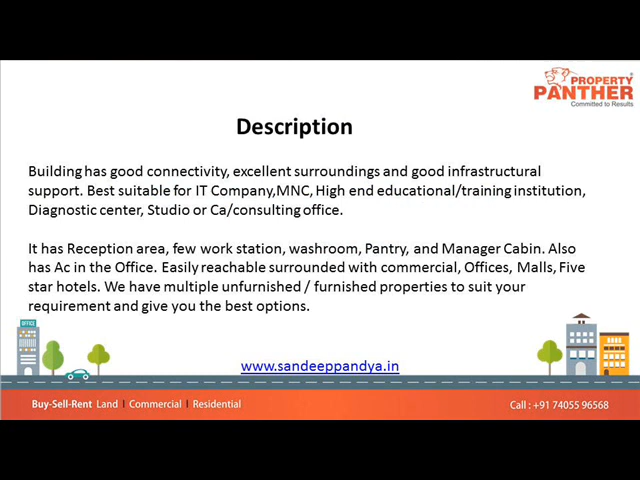 PROPERTY
PANTHER
Committed to Results
Description
Building has good connectivity, excellent surroundings and good infrastructural
support. Best suitable for IT Company,MNC, High end educational/training institution,
Diagnostic center, Studio or Ca/consulting office.
It has Reception area, few work station, washroom, Pantry, and Manager Cabin. Also
has Ac in the Office. Easily reachable surrounded with commercial, Offices, Malls, Five
star hotels. We have multiple unfurnished / furnished properties to suit your
requirement and give you the best options.
OFFICE
www.sandeeppandya.in
Buy-Sell-Rent Land I Commercial I Residential
Call : +91 74055 96568